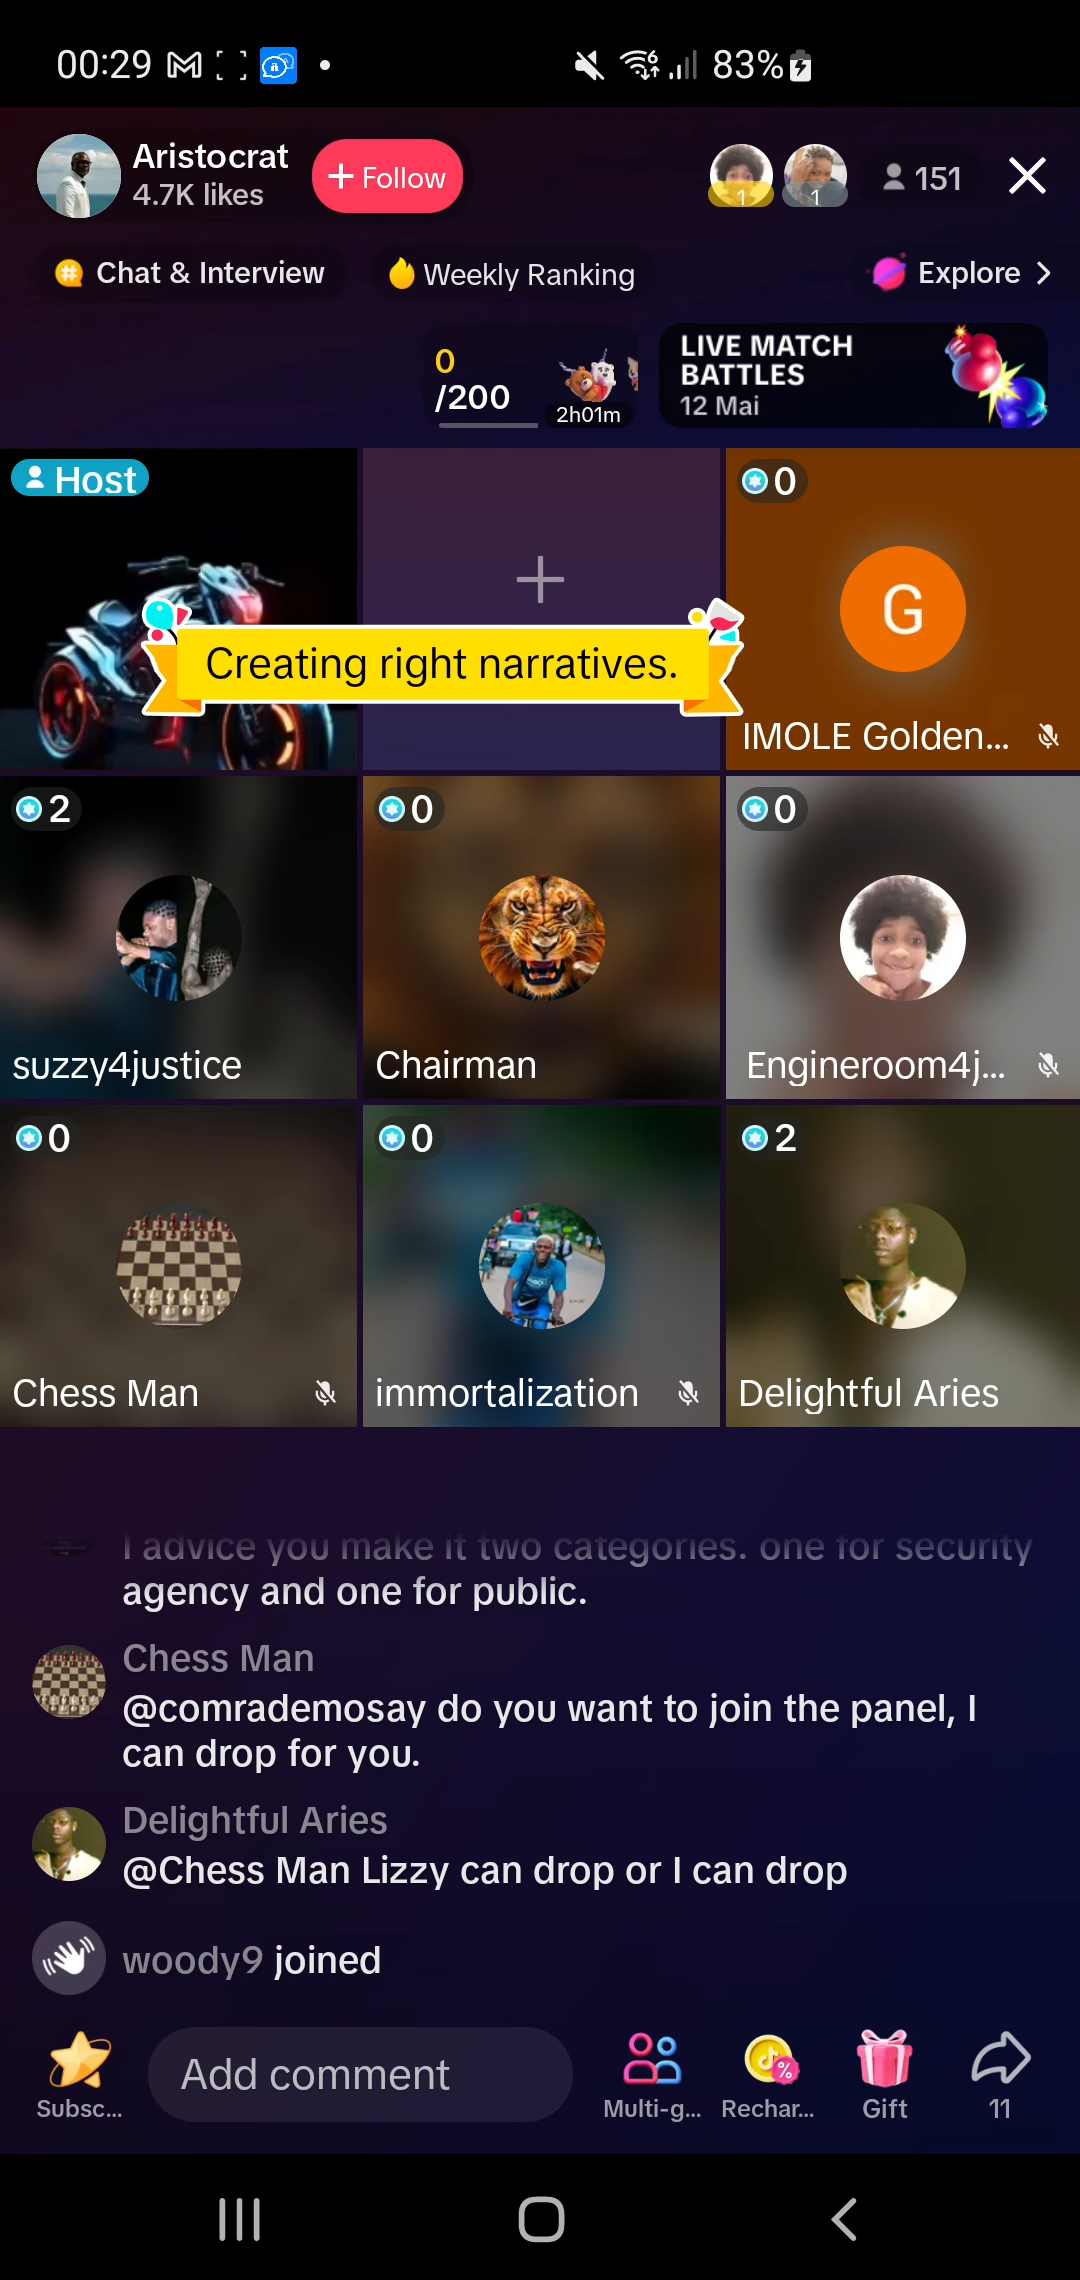 00:29
83%
Aristocrat
4.7K likes
+ Follow
1
1
151
Chat & Interview
Weekly Ranking
Explore >
0
/200
2h01m
LIVE MATCH
BATTLES
12 Mai
Host
0
G
IMOLE Golden...
Creating right narratives.
2
suzzy4justice
0
Chairman
0
Engineroom4j...
0
Chess Man
0
immortalization
2
Delightful Aries
I advice you make it two categories. one for security
agency and one for public.
Chess Man
@comrademosay do you want to join the panel, I
can drop for you.
Delightful Aries
@Chess Man Lizzy can drop or I can drop
woody9 joined
Subsc...
Add comment
Multi-g...
Rechar...
Gift
11